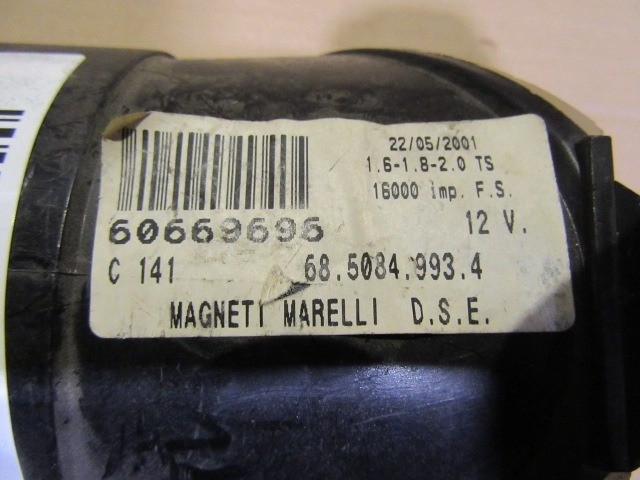 22/05/2001
1.6-1.8-2.0 TS
16000 Imp. F.S.
60669696 12 V.
C 141 68.5084.993.4
MAGNETI MARELLI D.S.E.